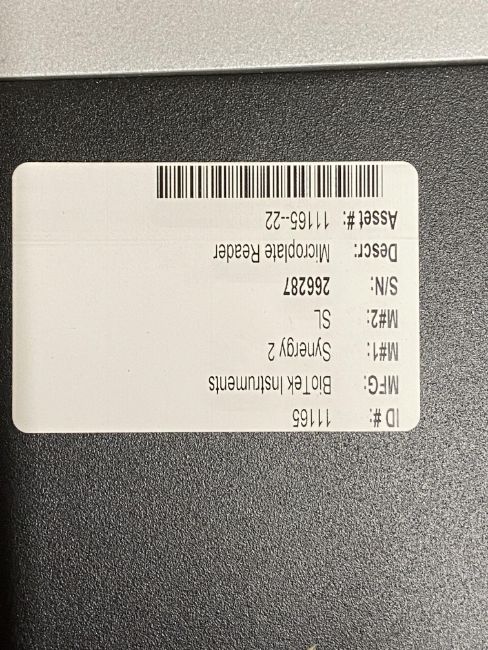 ID #: 11165
MFG: BioTek Instruments
M#1: Synergy 2
M#2: SL
S/N: 266287
Descr: Microplate Reader
Asset #: 11165--22